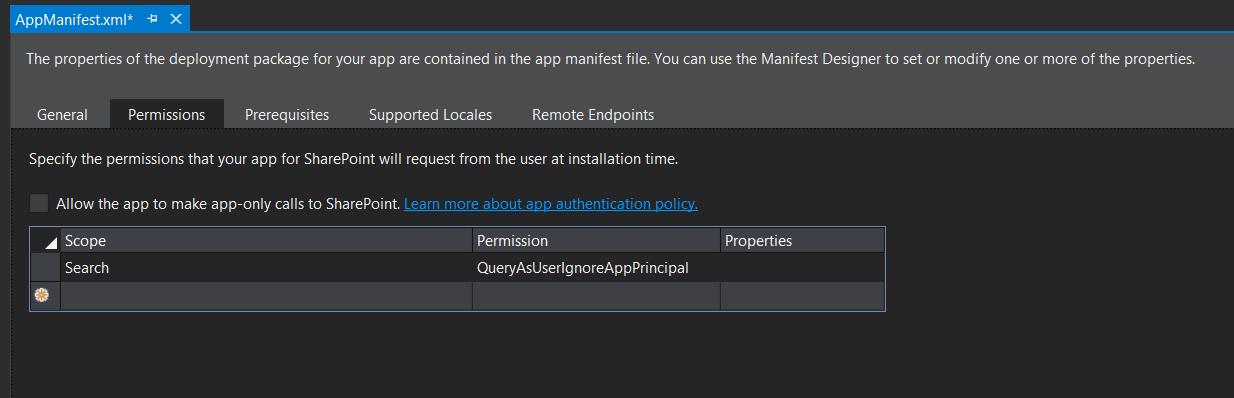 AppManifest.xml*
The properties of the deployment package for your app are contained in the app manifest file. You can use the Manifest Designer to set or modify one or more of the properties.
General Permissions Prerequisites Supported Locales Remote Endpoints
Specify the permissions that your app for SharePoint will request from the user at installation time.
Allow the app to make app-only calls to SharePoint. Learn more about app authentication policy.
Scope Permission Properties
Search QueryAsUserIgnoreAppPrincipal